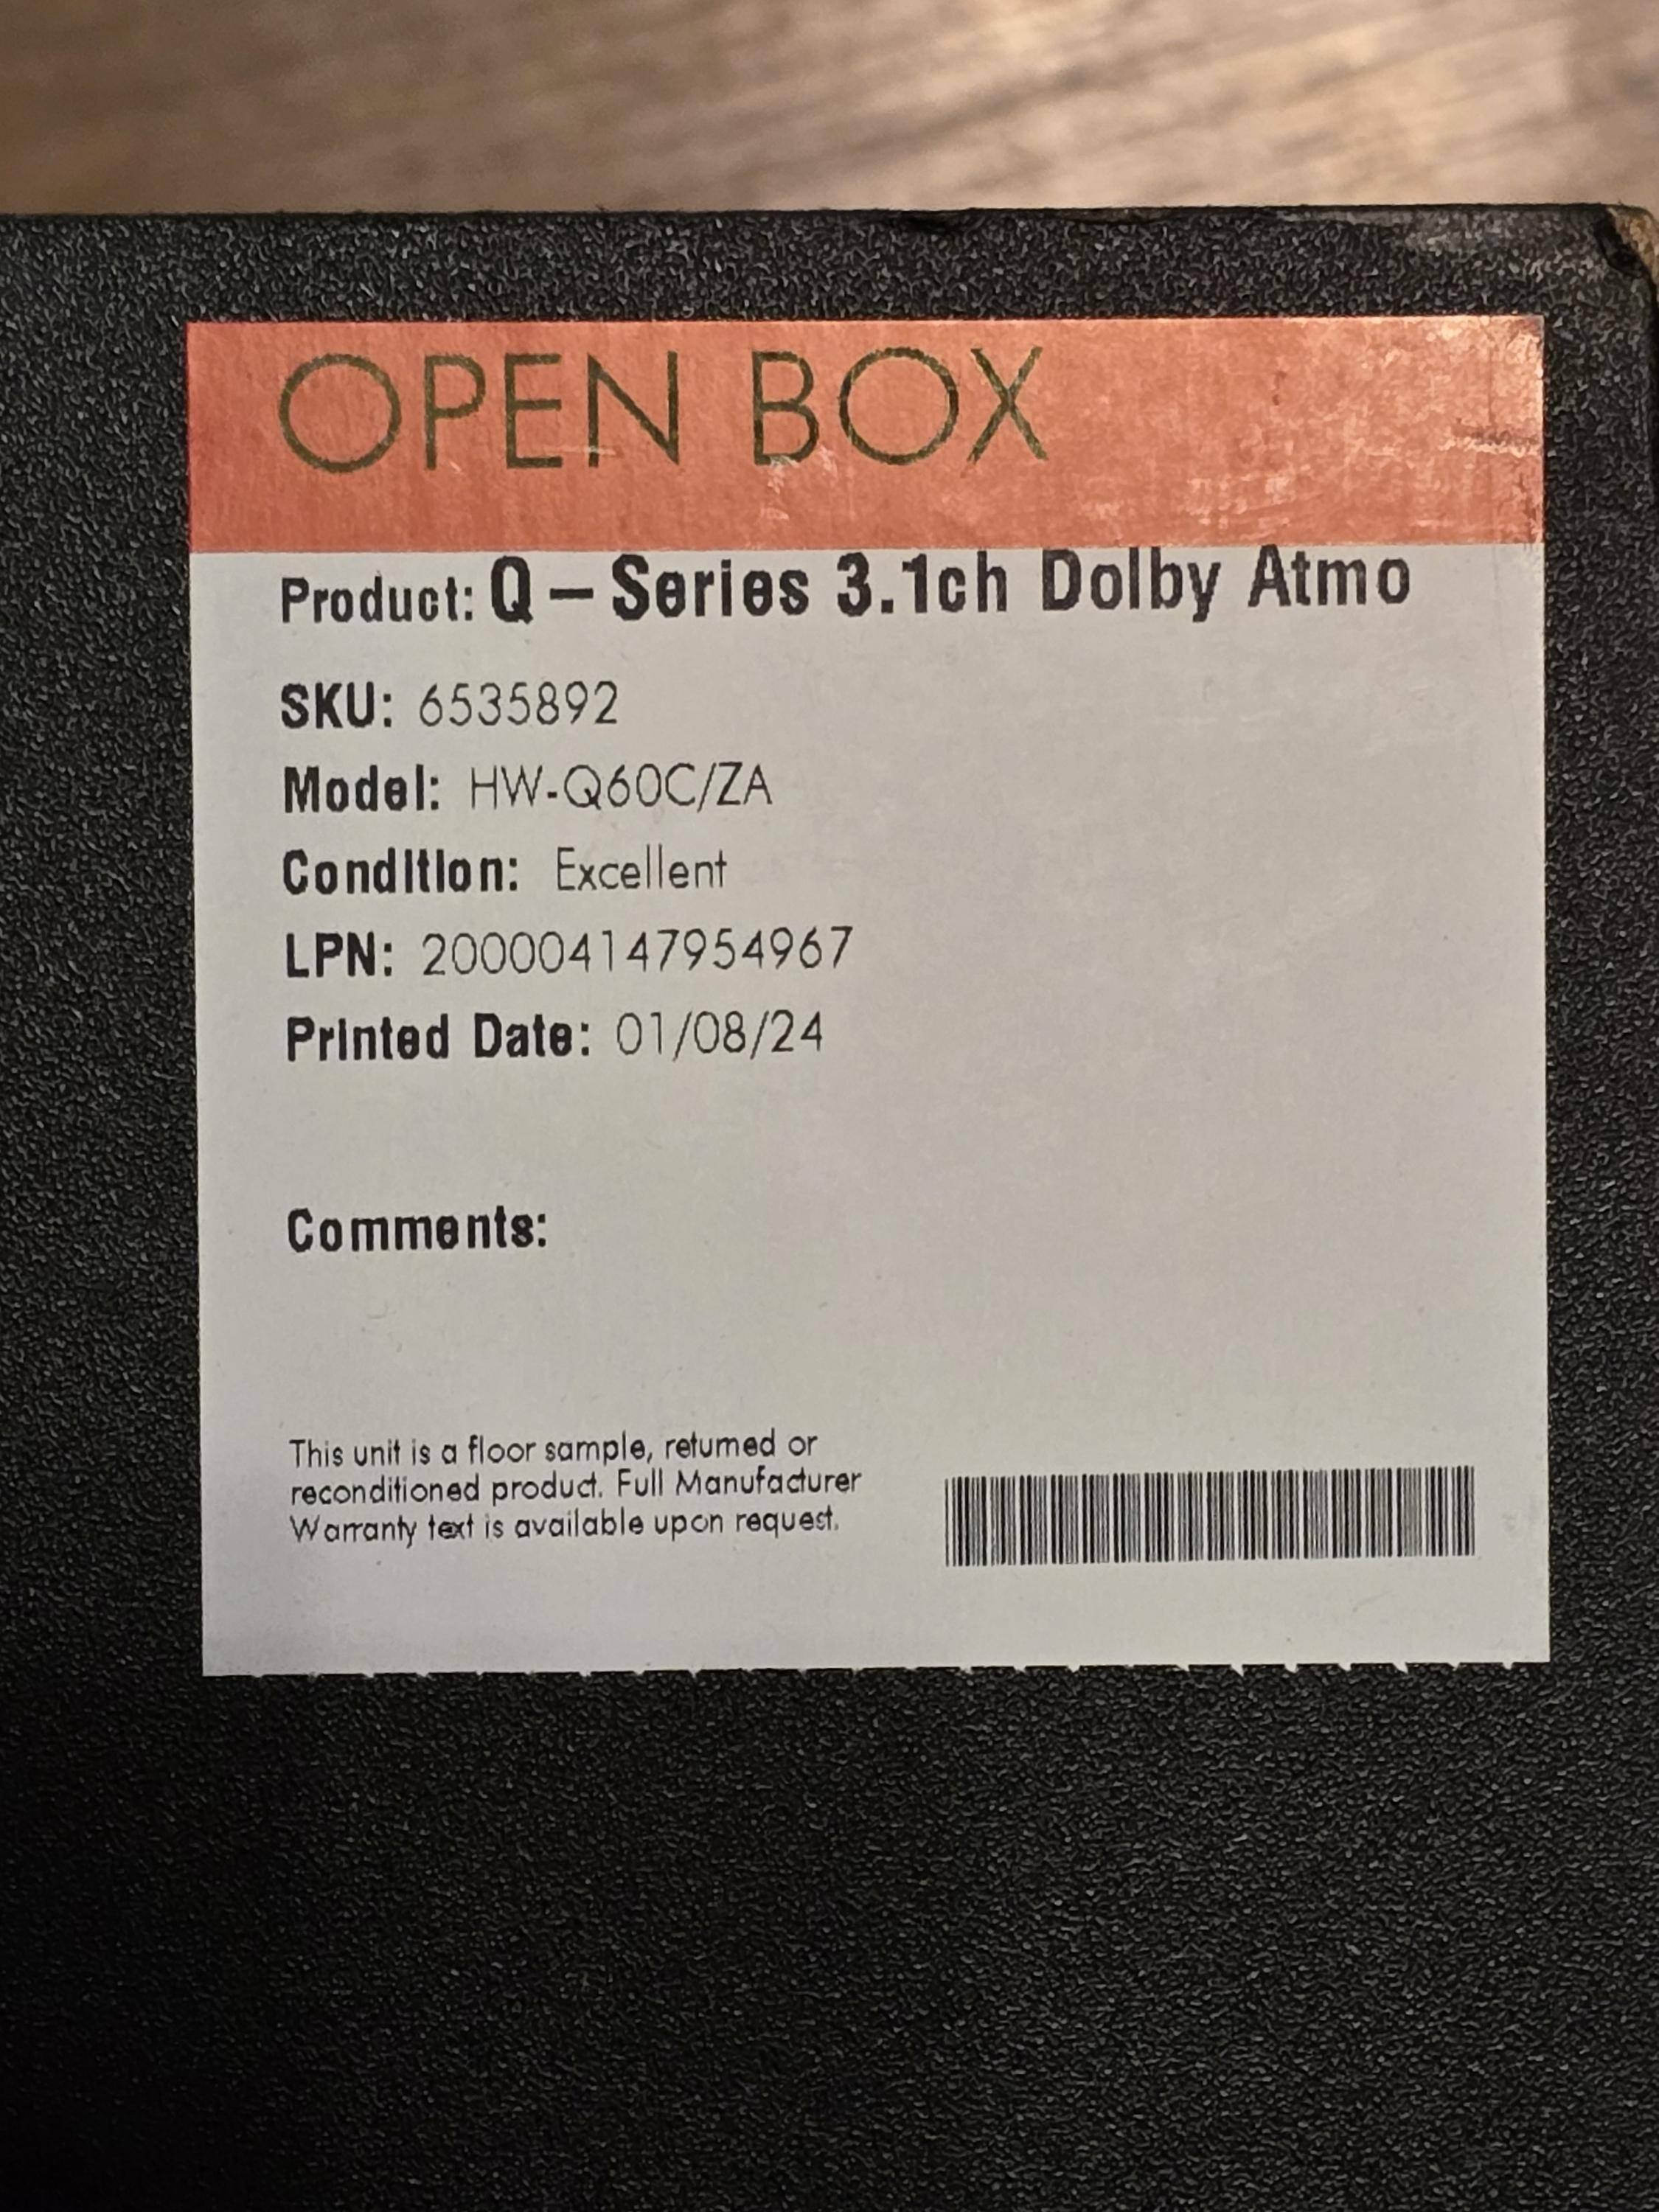 OPEN BOX
Product: Q – Series 3.1ch Dolby Atmo
SKU: 6535892
Model: HW-Q60C/ZA
Condition: Excellent
LPN: 200004147954967
Printed Date: 01/08/24
Comments:
This unit is a floor sample, returned or
reconditioned product. Full Manufacturer
Warranty text is available upon request.